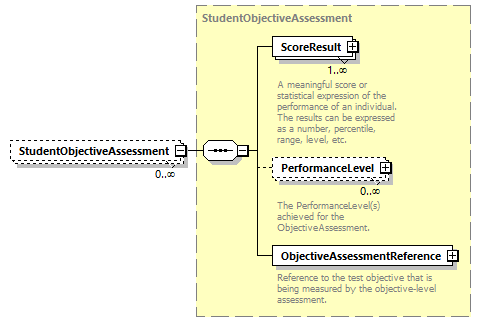 StudentObjectiveAssessment
ScoreResult
1..∞
A meaningful score or
statistical expression of the
performance of an individual.
The results can be expressed
as a number, percentile,
range, level, etc.
StudentObjectiveAssessment
0..∞
PerformanceLevel
0..∞
The PerformanceLevel(s)
achieved for the
ObjectiveAssessment.
ObjectiveAssessmentReference
Reference to the test objective that is
being measured by the objective-level
assessment.